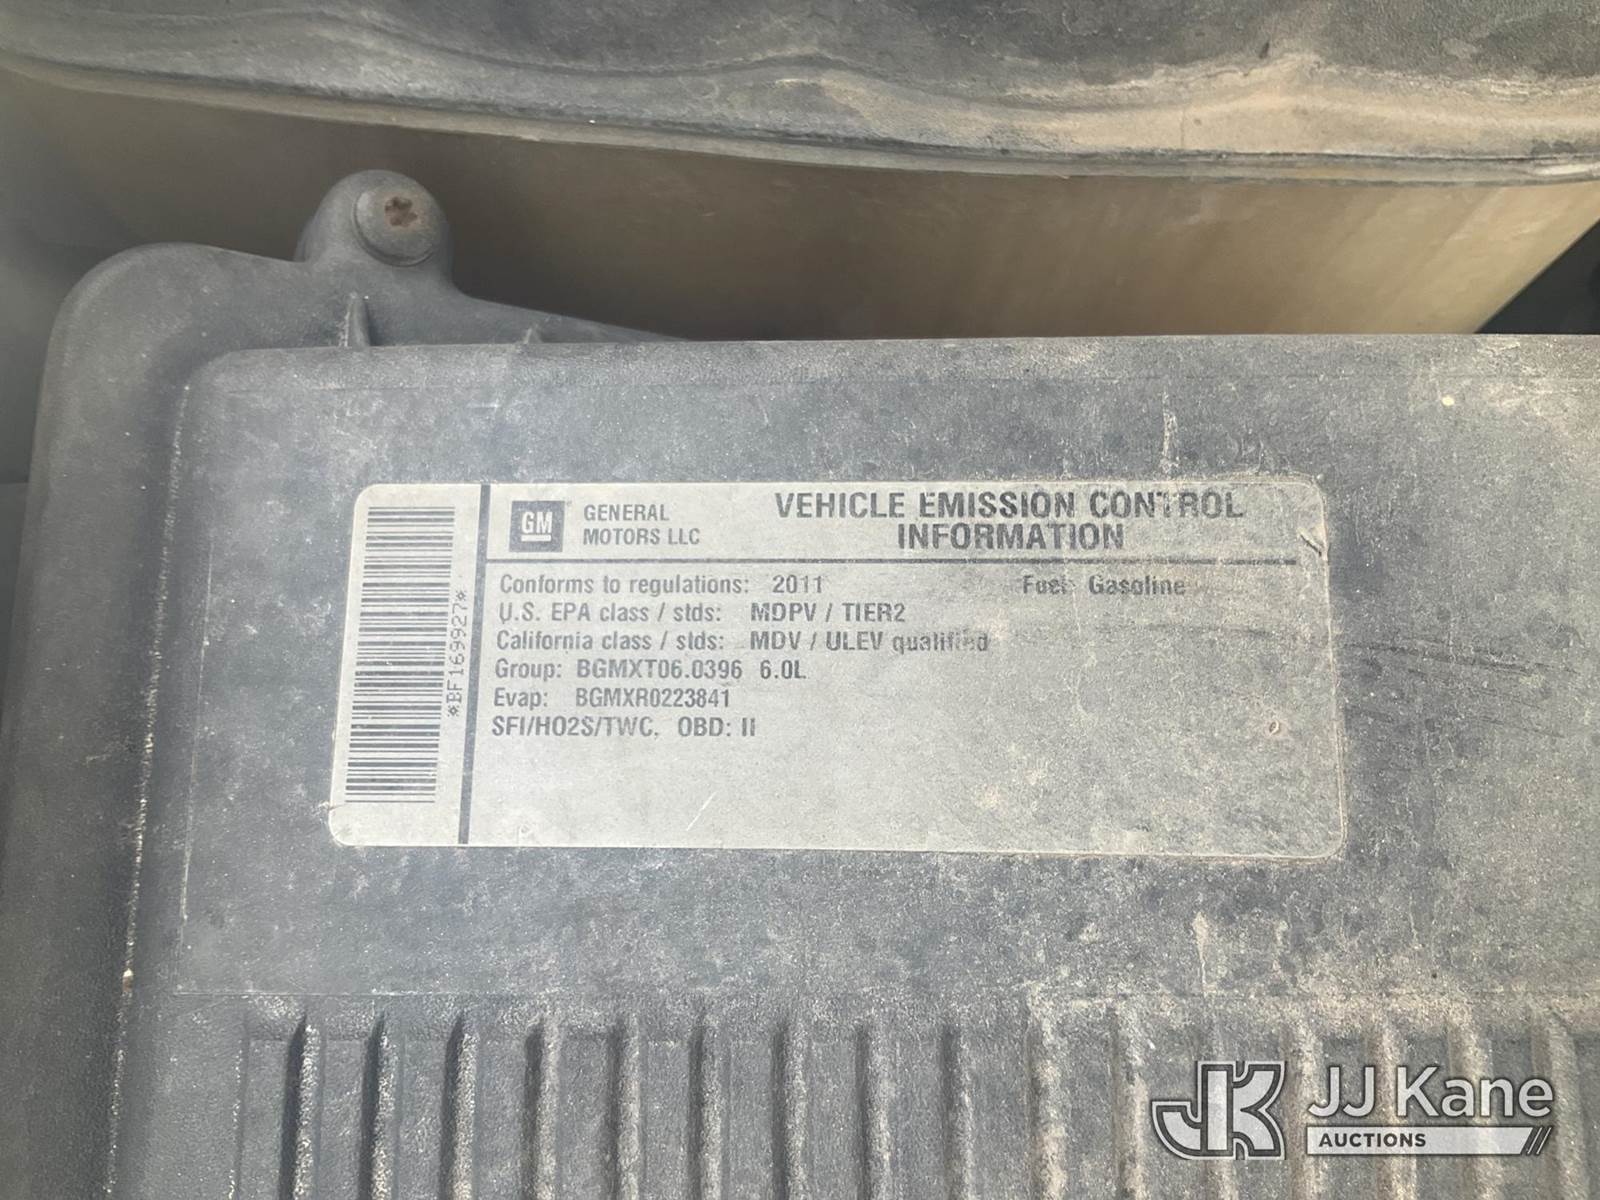 GM
GENERAL
MOTORS LLC
VEHICLE EMISSION CONTROL
INFORMATION
Conforms to regulations: 2011 Fuel: Gasoline
U.S. EPA class / stds: MDPV / TIER2
California class / stds: MDV / ULEV qualified
Group: BGMXT06.0396 6.0L
Evap: BGMXR0223841
SFI/HO2S/TWC, OBD: II
*BF169927*
JK JJ Kane
AUCTIONS